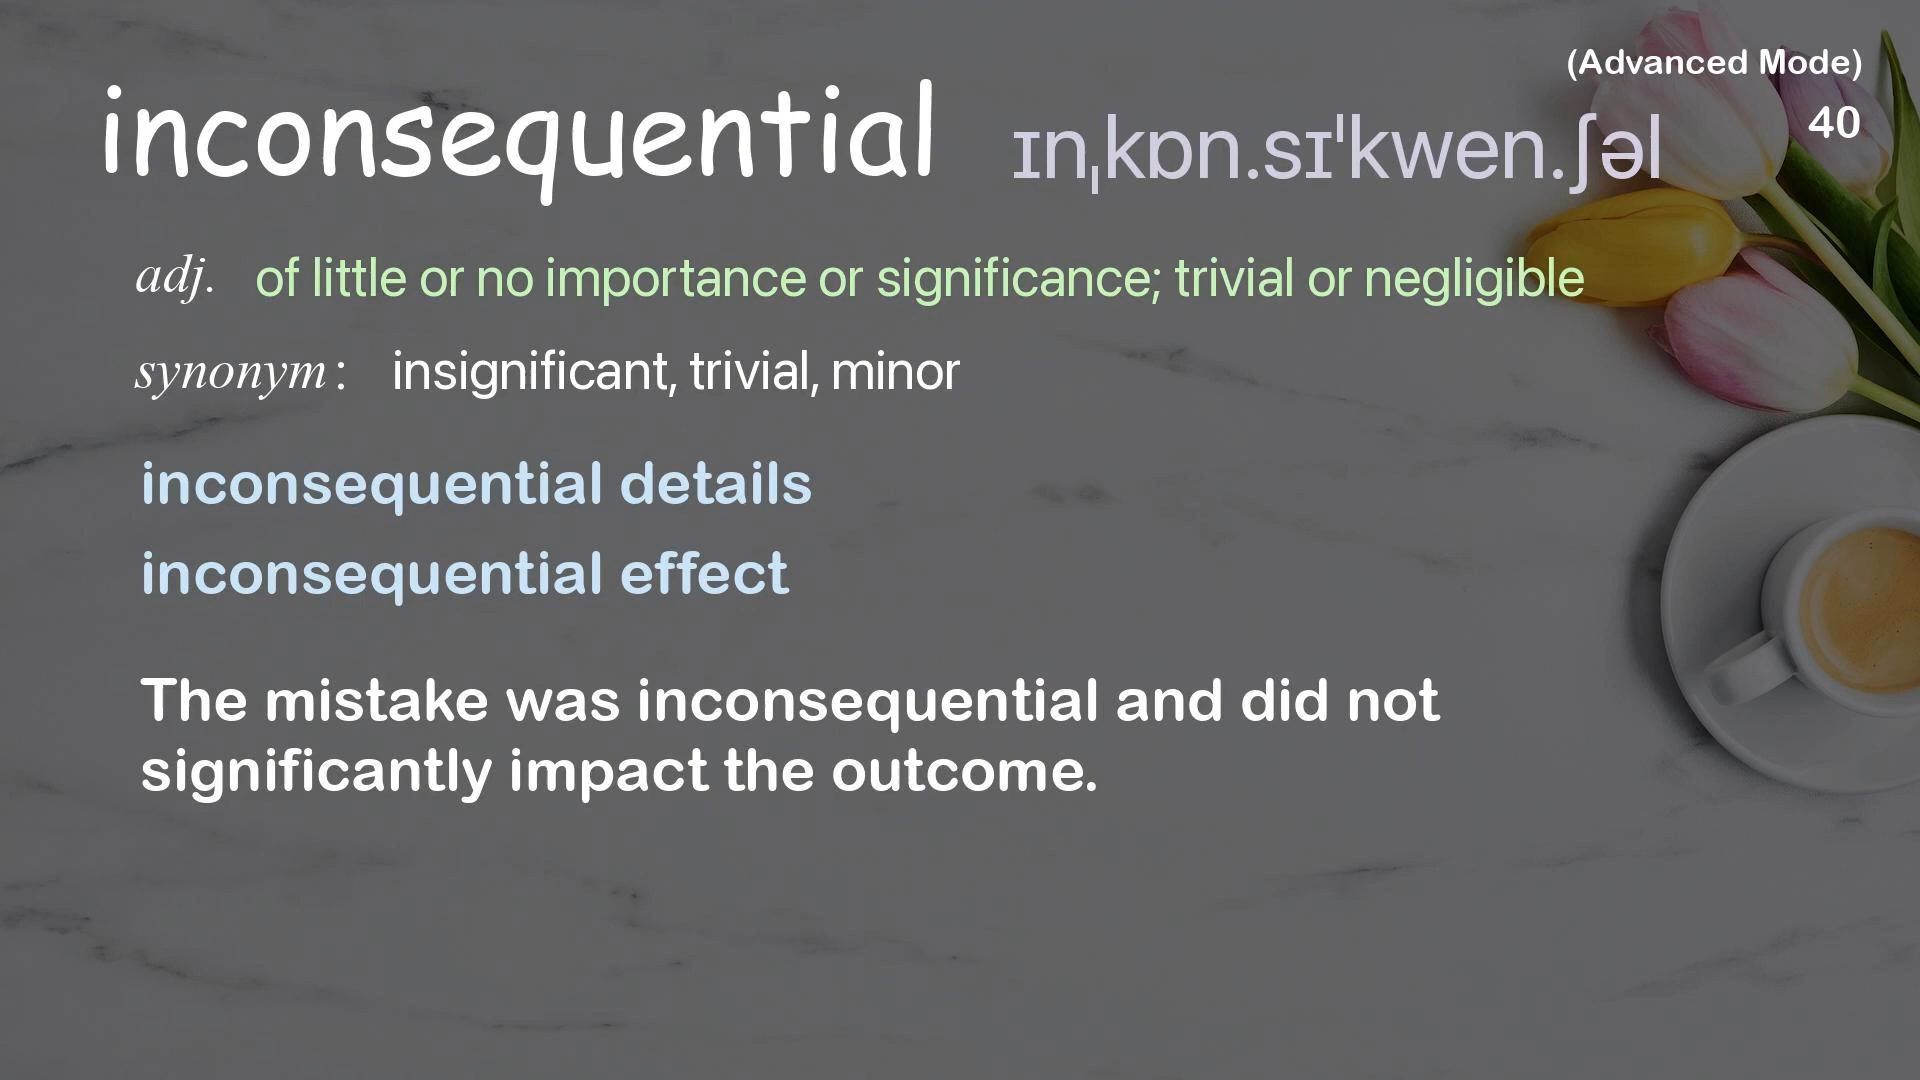 (Advanced Mode)
inconsequential ɪnˌkɒn.sɪˈkwen.ʃəl 40
adj. of little or no importance or significance; trivial or negligible
synonym: insignificant, trivial, minor
inconsequential details
inconsequential effect
The mistake was inconsequential and did not
significantly impact the outcome.